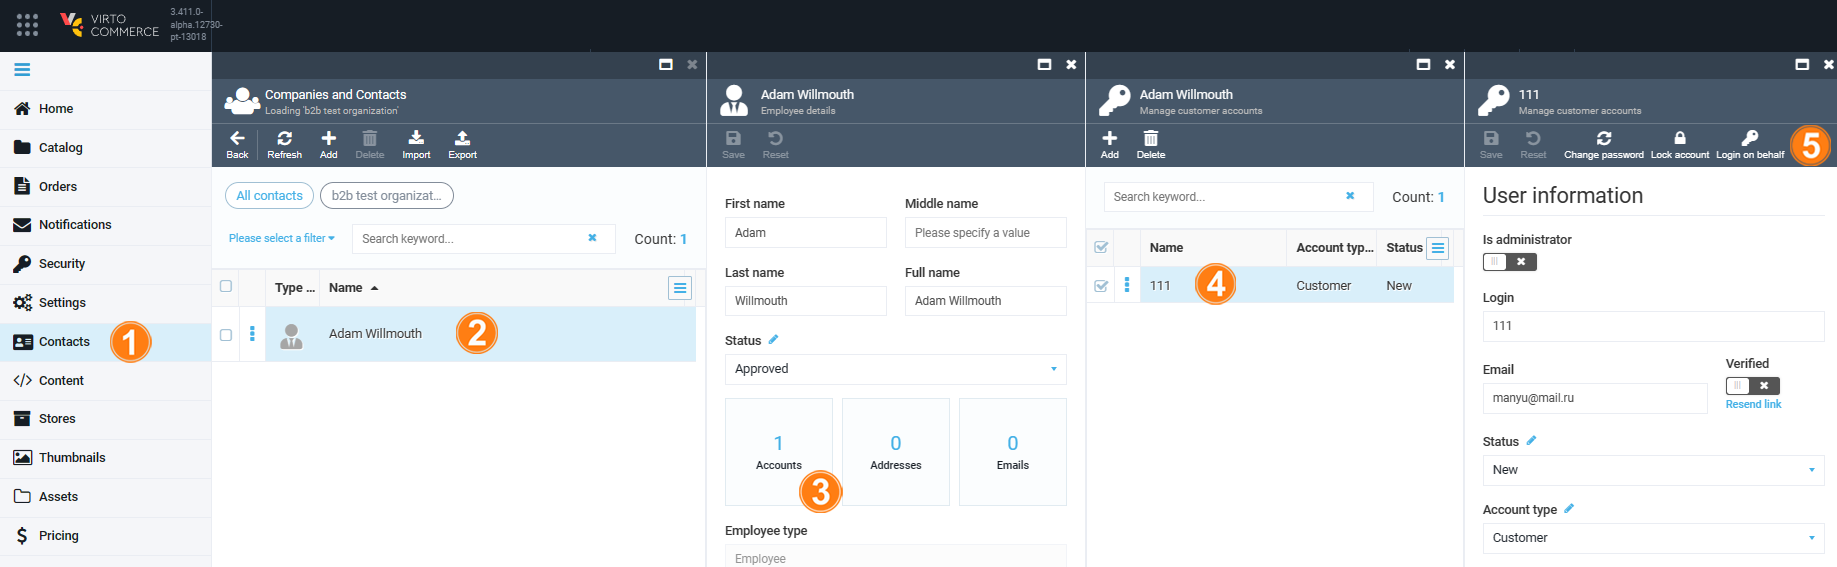 VIRTO
COMMERCE
3.411.0-
alpha.12730-
pt-13018
Home
Catalog
Orders
Notifications
Security
Settings
Contacts
1
Content
Stores
Thumbnails
Assets
Pricing
Companies and Contacts
Loading 'b2b test organization'
Back Refresh Add Delete Import Export
All contacts b2b test organizat...
Please select a filter Search keyword... Count: 1
Type ... Name
Adam Willmouth 2
Adam Willmouth
Employee details
Save Reset
First name Middle name
Adam Please specify a value
Last name Full name
Willmouth Adam Willmouth
Status
Approved
1 0 0
Accounts Addresses Emails
3
Employee type
Employee
Adam Willmouth
Manage customer accounts
Add Delete
Search keyword... Count: 1
Name Account typ... Status
111 4 Customer New
111
Manage customer accounts
Save Reset Change password Lock account Login on behalf 5
User information
Is administrator
Login
111
Email Verified
manyu@mail.ru
Resend link
Status
New
Account type
Customer